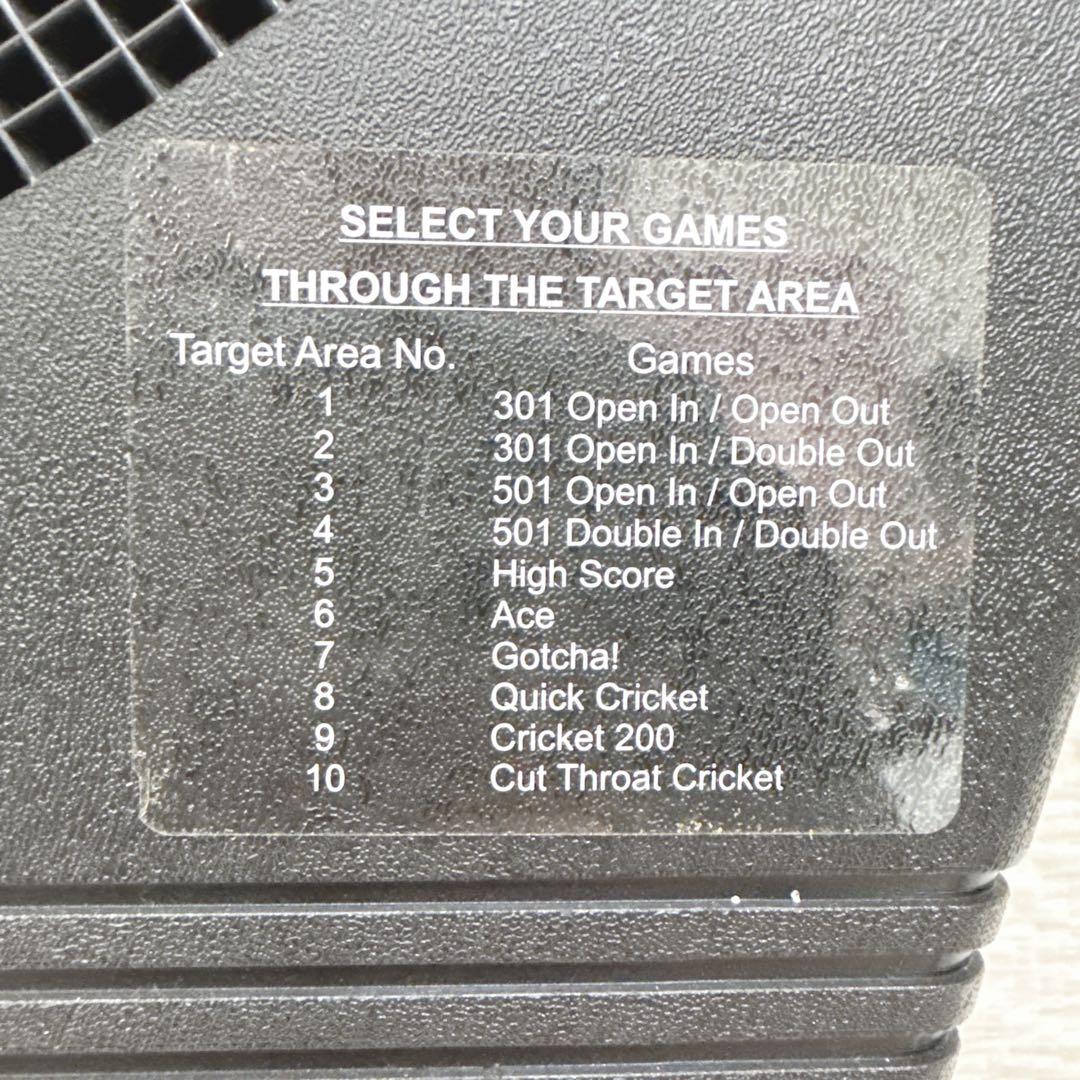 SELECT YOUR GAMES
THROUGH THE TARGET AREA
Target Area No. Games
1 301 Open In / Open Out
2 301 Open In / Double Out
3 501 Open In / Open Out
4 501 Double In / Double Out
5 High Score
6 Ace
7 Gotcha!
8 Quick Cricket
9 Cricket 200
10 Cut Throat Cricket